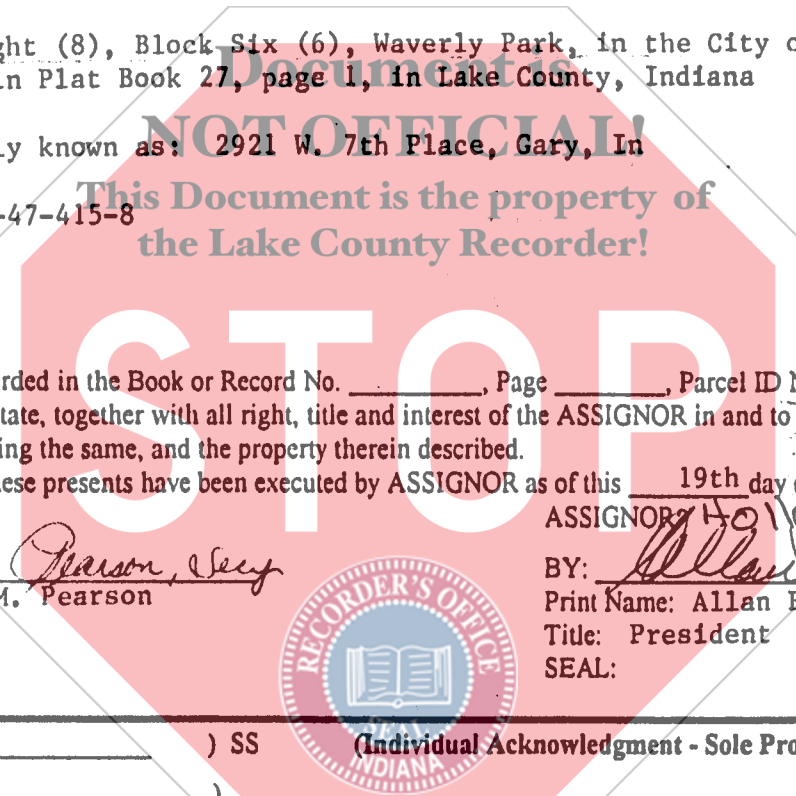 ght (8), Block Six (6), Waverly Park, in the City
in Plat Book 27, page 1, in Lake County, Indiana
Document is
NOT OFFICIAL!
ly known as: 2921 W. 7th Place, Gary, In
This Document is the property of
-47-415-8
the Lake County Recorder!
STOP
rded in the Book or Record No. __________, Page ________, Parcel ID
tate, together with all right, title and interest of the ASSIGNOR in and to
ing the same, and the property therein described.
ese presents have been executed by ASSIGNOR as of this 19th day
ASSIGNOR
Pearson, Secy
BY: Allan
M. Pearson
Print Name: Allan
Title: President
SEAL:
RECORDER'S OFFICE
SEAL
INDIANA
__________ ) SS (Individual Acknowledgment - Sole Pro
)